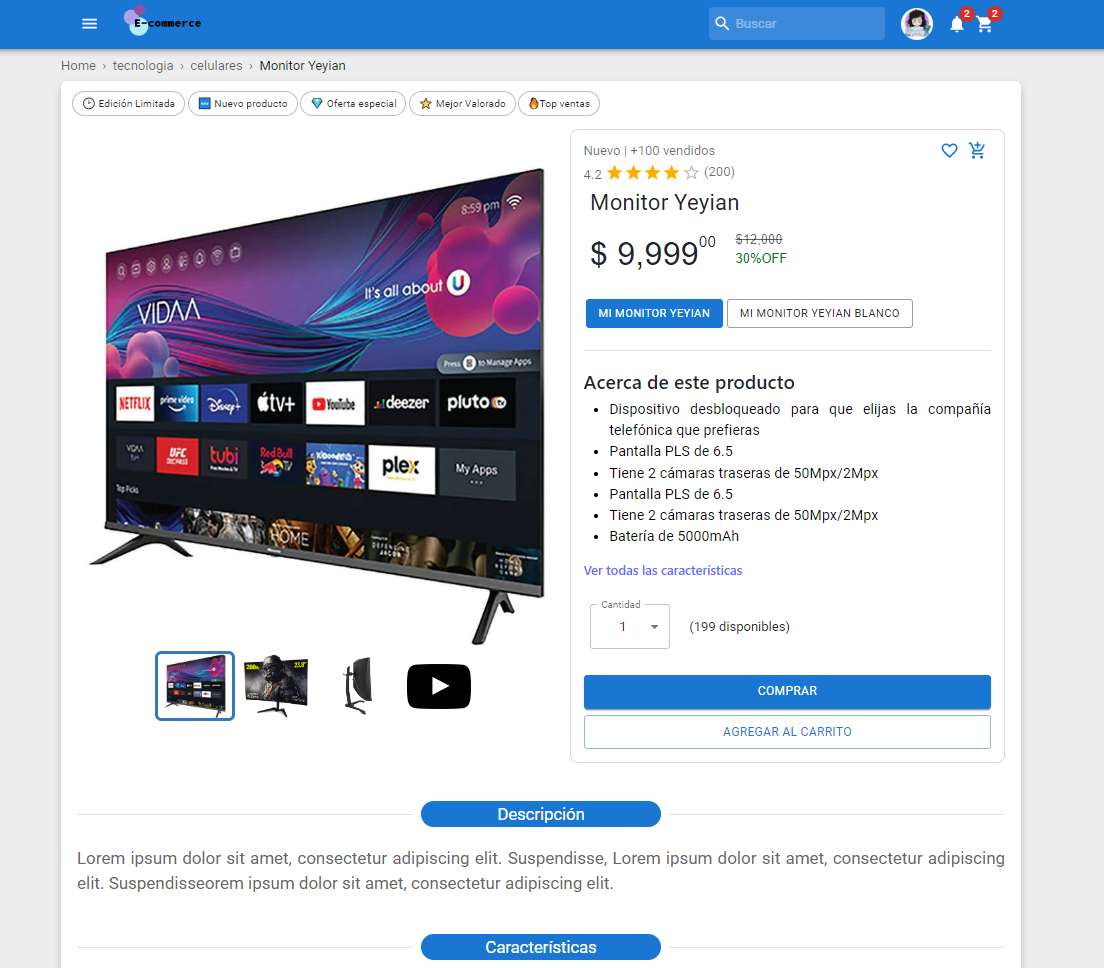 E-commerce
Buscar
2
2
Home › tecnologia › celulares › Monitor Yeyian
Edición Limitada
Nuevo producto
Oferta especial
Mejor Valorado
Top ventas
8:59 pm
It's all about U
VIDAA
Press to Manage Apps
NETFLIX
prime video
Disney+
tv+
YouTube
deezer
pluto tv
VIDAA
UFC
tubi
Red Bull TV
plex
My Apps
Top Picks
HOME
DEFENDING JACOB
Nuevo | +100 vendidos
4.2 (200)
Monitor Yeyian
$ 9,999 00
$12,000
30%OFF
MI MONITOR YEYIAN
MI MONITOR YEYIAN BLANCO
Acerca de este producto
• Dispositivo desbloqueado para que elijas la compañía
telefónica que prefieras
• Pantalla PLS de 6.5
• Tiene 2 cámaras traseras de 50Mpx/2Mpx
• Pantalla PLS de 6.5
• Tiene 2 cámaras traseras de 50Mpx/2Mpx
• Batería de 5000mAh
Ver todas las características
Cantidad
1
(199 disponibles)
COMPRAR
AGREGAR AL CARRITO
23.8"
Descripción
Lorem ipsum dolor sit amet, consectetur adipiscing elit. Suspendisse, Lorem ipsum dolor sit amet, consectetur adipiscing
elit. Suspendisseorem ipsum dolor sit amet, consectetur adipiscing elit.
Características